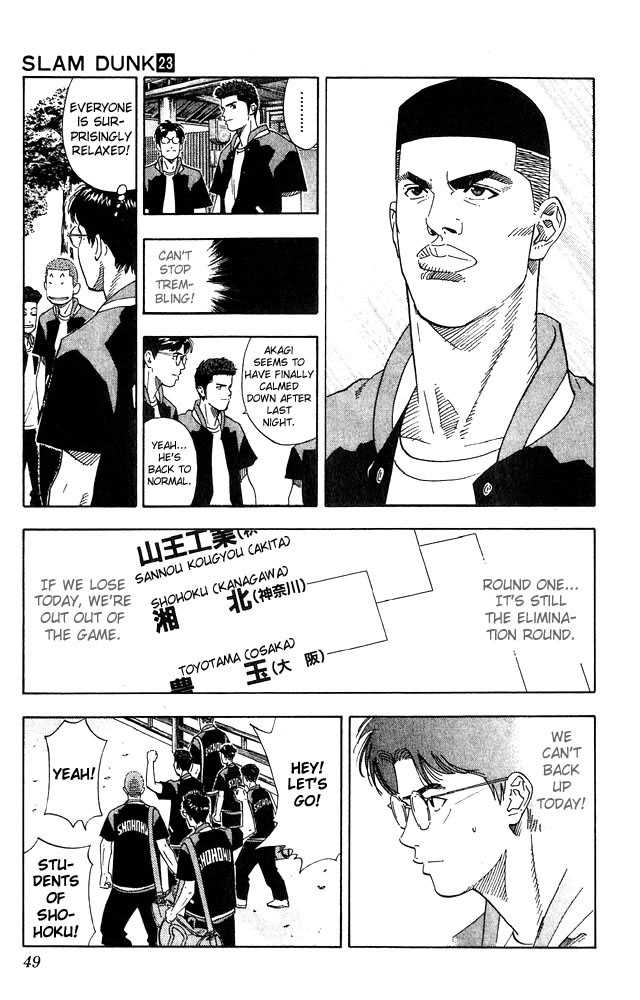 SLAM DUNK 23
.........
CAN'T
STOP
TREM-
BLING!
AKAGI
SEEMS TO
HAVE FINALLY
CALMED
DOWN AFTER
LAST
NIGHT.
YEAH...
HE'S
BACK TO
NORMAL.
EVERYONE
IS SUR-
PRISINGLY
RELAXED!
ROUND ONE...
IT'S STILL
THE ELIMINA-
TION ROUND.
山王工業(秋
SANNOU KOUGYOU (AKITA)
SHOHOKU (KANAGAWA)
湘 北(神奈川)
TOYOTAMA (OSAKA)
豊 玉(大 阪)
IF WE LOSE
TODAY, WE'RE
OUT OUT OF
THE GAME.
WE
CAN'T
BACK
UP
TODAY!
HEY!
LET'S
GO!
YEAH!
SHOHOKU
SHOHOKU
STU-
DENTS
OF
SHO-
HOKU!
49